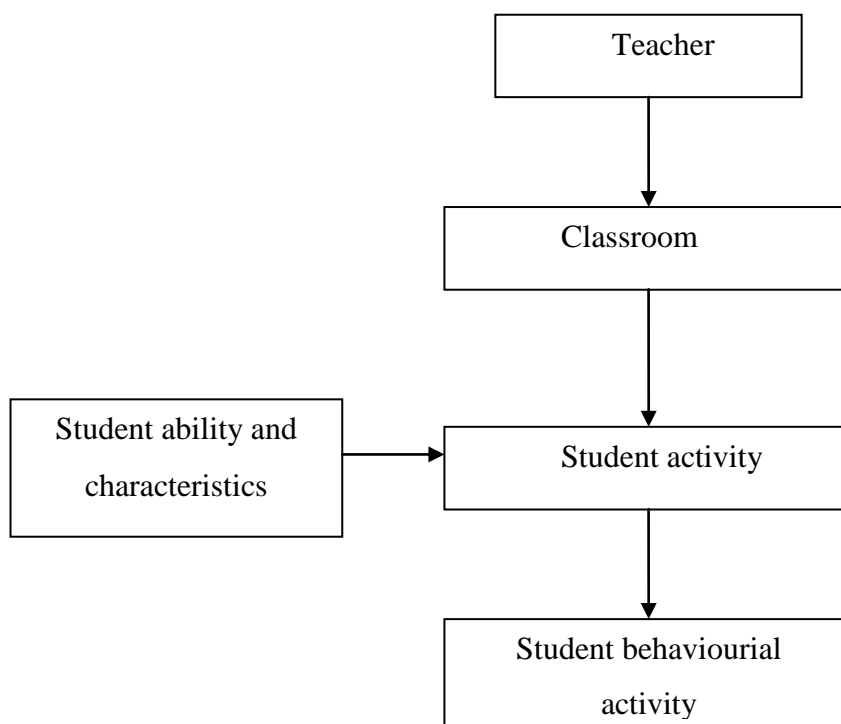 Teacher
Classroom
Student ability and
characteristics
Student activity
Student behaviourial
activity